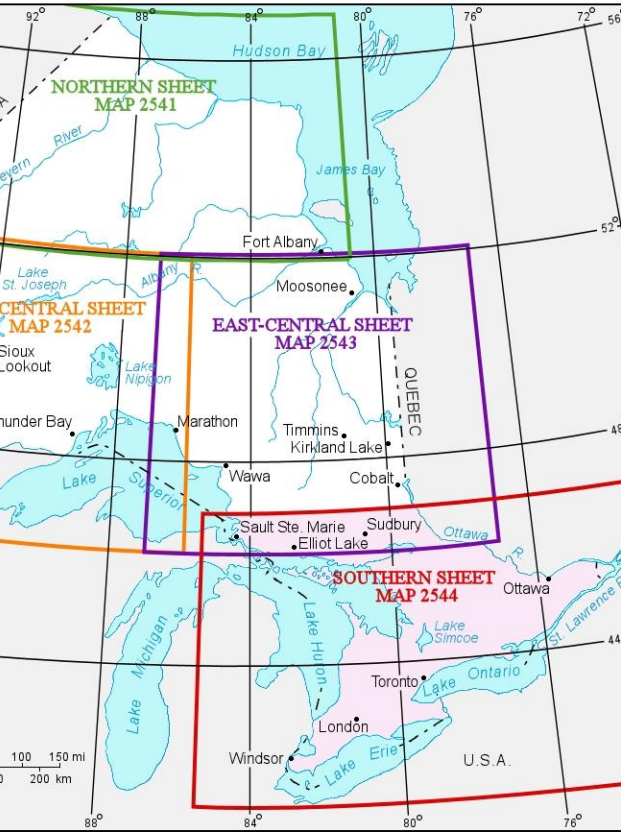 92°
88°
84°
80°
76°
72°
56°
Hudson Bay
NORTHERN SHEET
MAP 2541
River
James Bay
52°
Fort Albany
Lake
St. Joseph
Albany R.
Moosonee
CENTRAL SHEET
MAP 2542
EAST-CENTRAL SHEET
MAP 2543
Sioux
Lookout
Lake
Nipigon
QUEBEC
hunder Bay
Marathon
Timmins
Kirkland Lake
48
Wawa
Cobalt
Lake Superior
Sault Ste. Marie
Sudbury
Elliot Lake
Ottawa R.
SOUTHERN SHEET
MAP 2544
Ottawa
St. Lawrence R
Lake Michigan
Lake Huron
Lake
Simcoe
44
Toronto
Lake Ontario
London
Windsor
Lake Erie
U.S.A.
100 150 mi
0 200 km
88°
84°
80°
76°